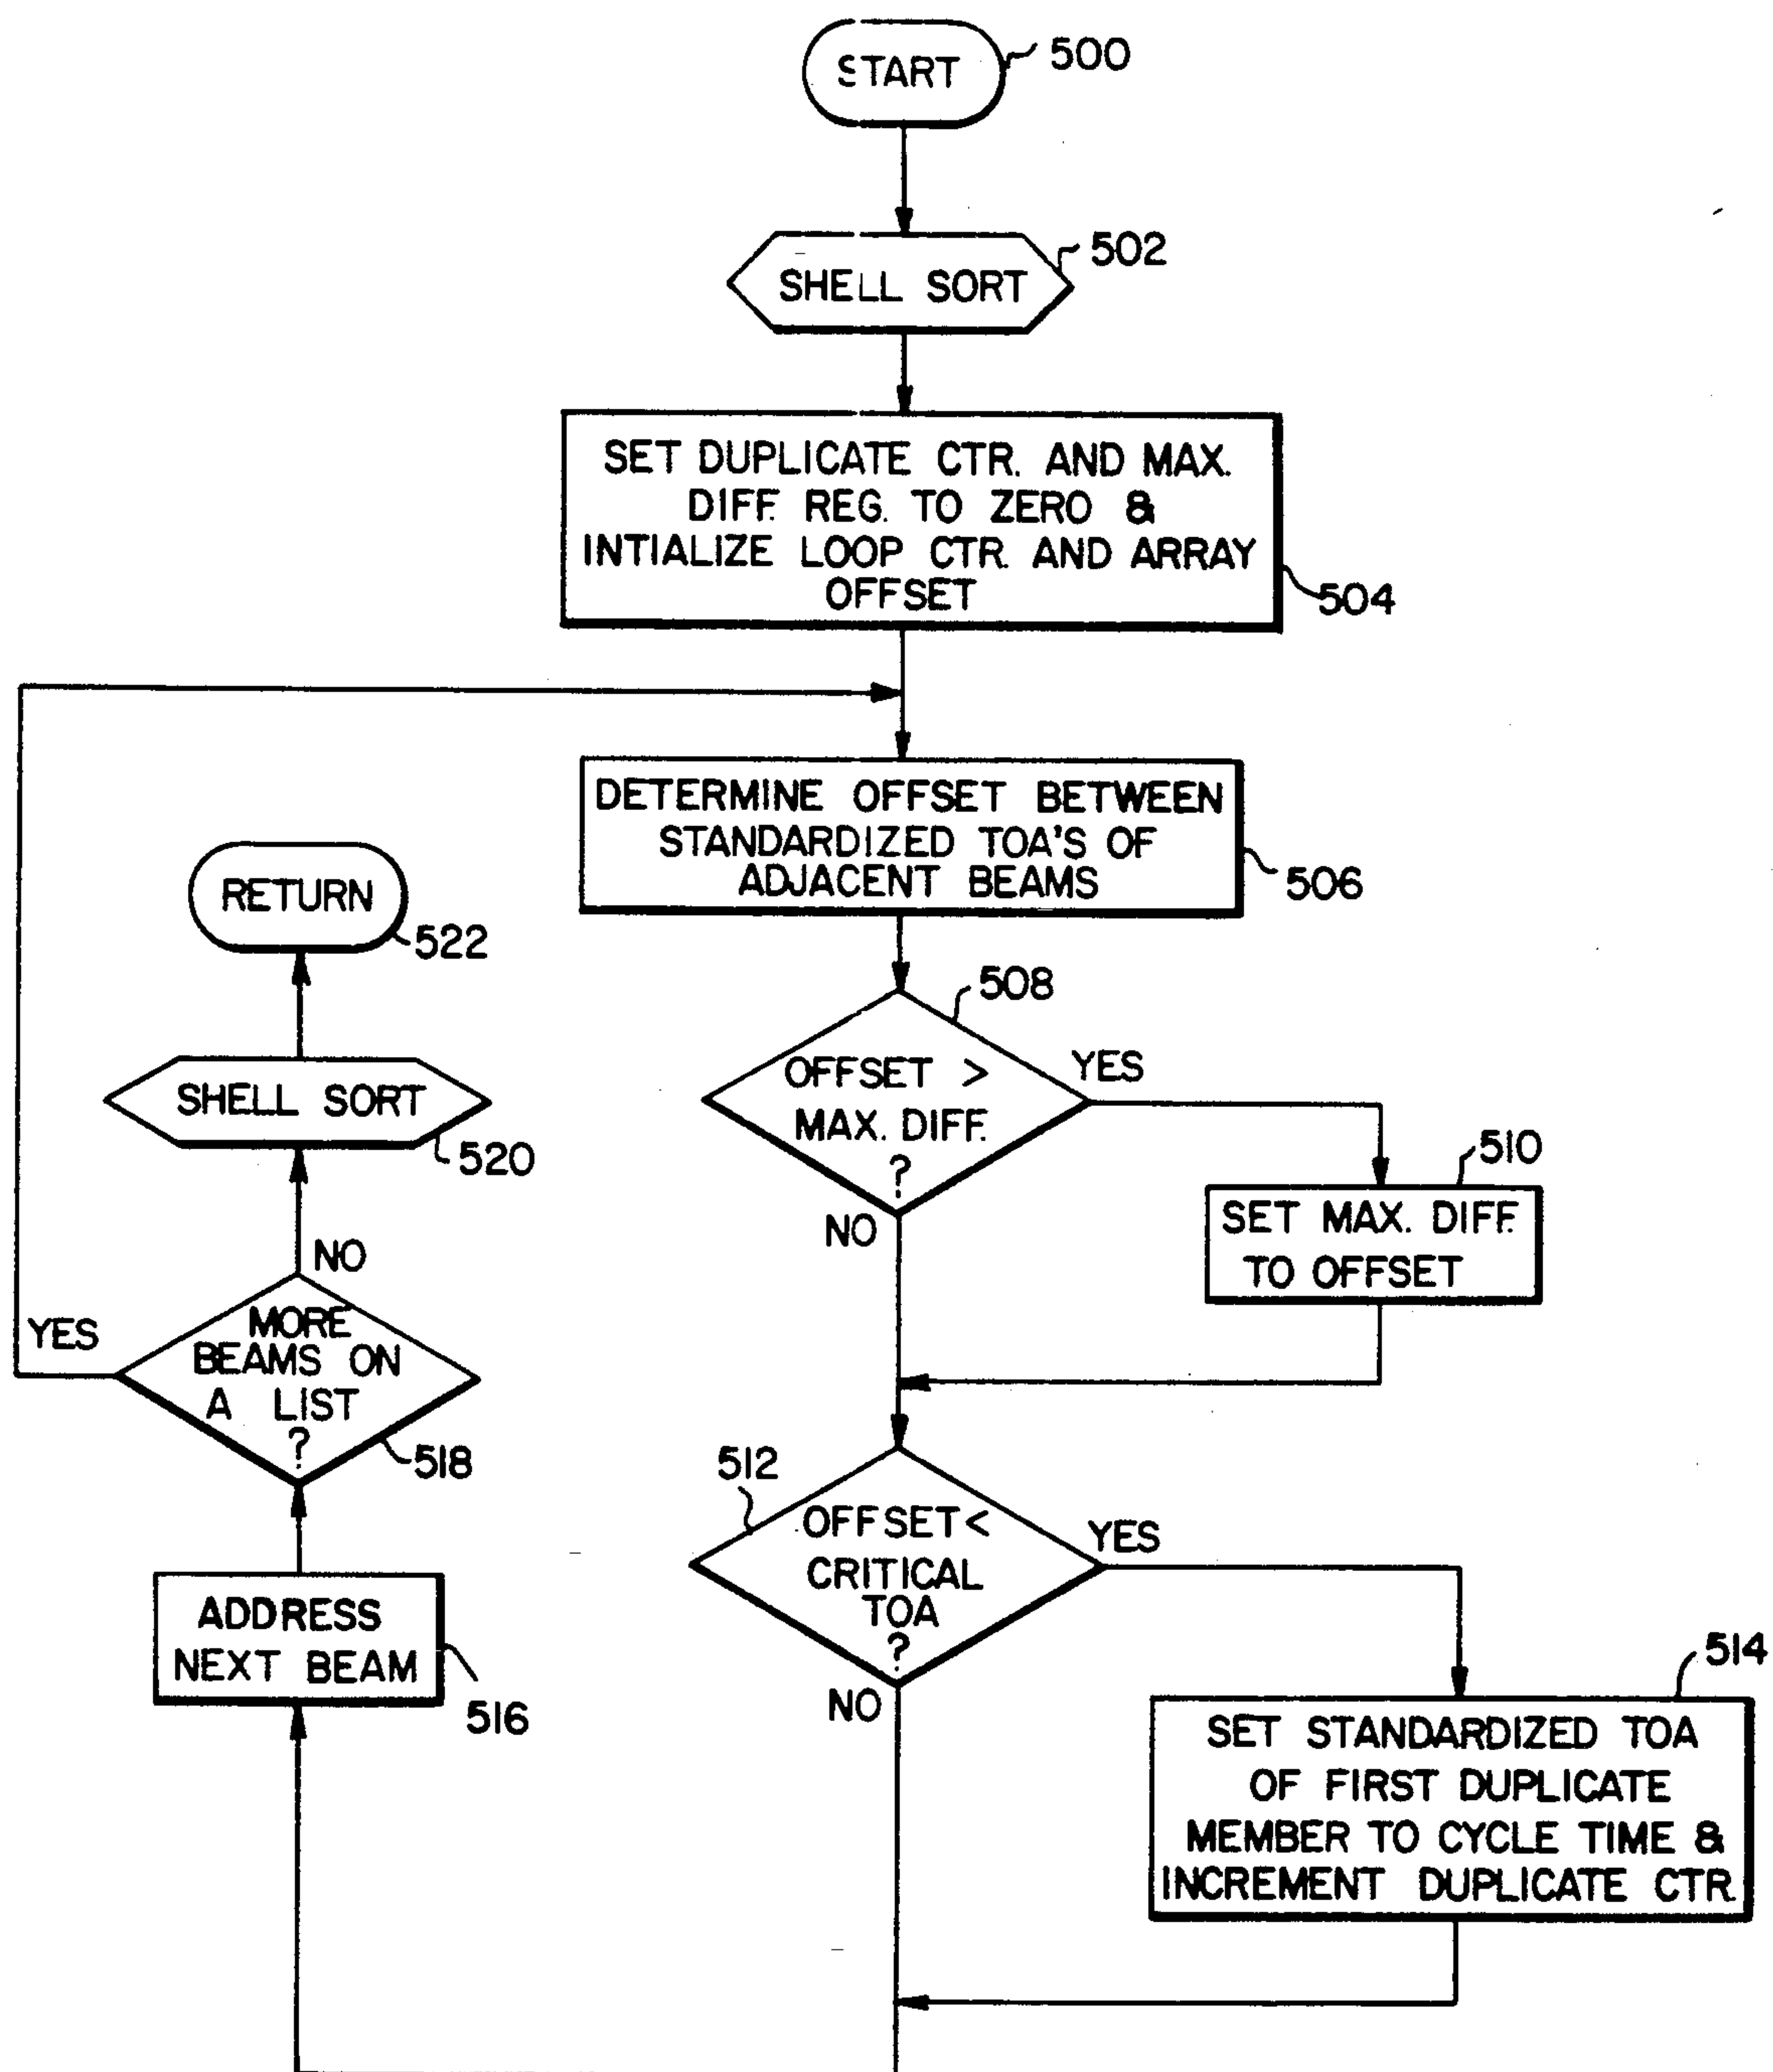 START
500
SHELL SORT
502
SET DUPLICATE CTR. AND MAX.
DIFF. REG. TO ZERO &
INTIALIZE LOOP CTR. AND ARRAY
OFFSET
504
DETERMINE OFFSET BETWEEN
STANDARDIZED TOA'S OF
ADJACENT BEAMS
506
OFFSET >
MAX. DIFF.
?
508
YES
NO
SET MAX. DIFF.
TO OFFSET
510
OFFSET <
CRITICAL
TOA
?
512
YES
NO
SET STANDARDIZED TOA
OF FIRST DUPLICATE
MEMBER TO CYCLE TIME &
INCREMENT DUPLICATE CTR.
514
ADDRESS
NEXT BEAM
516
MORE
BEAMS ON
A LIST
?
518
YES
NO
SHELL SORT
520
RETURN
522